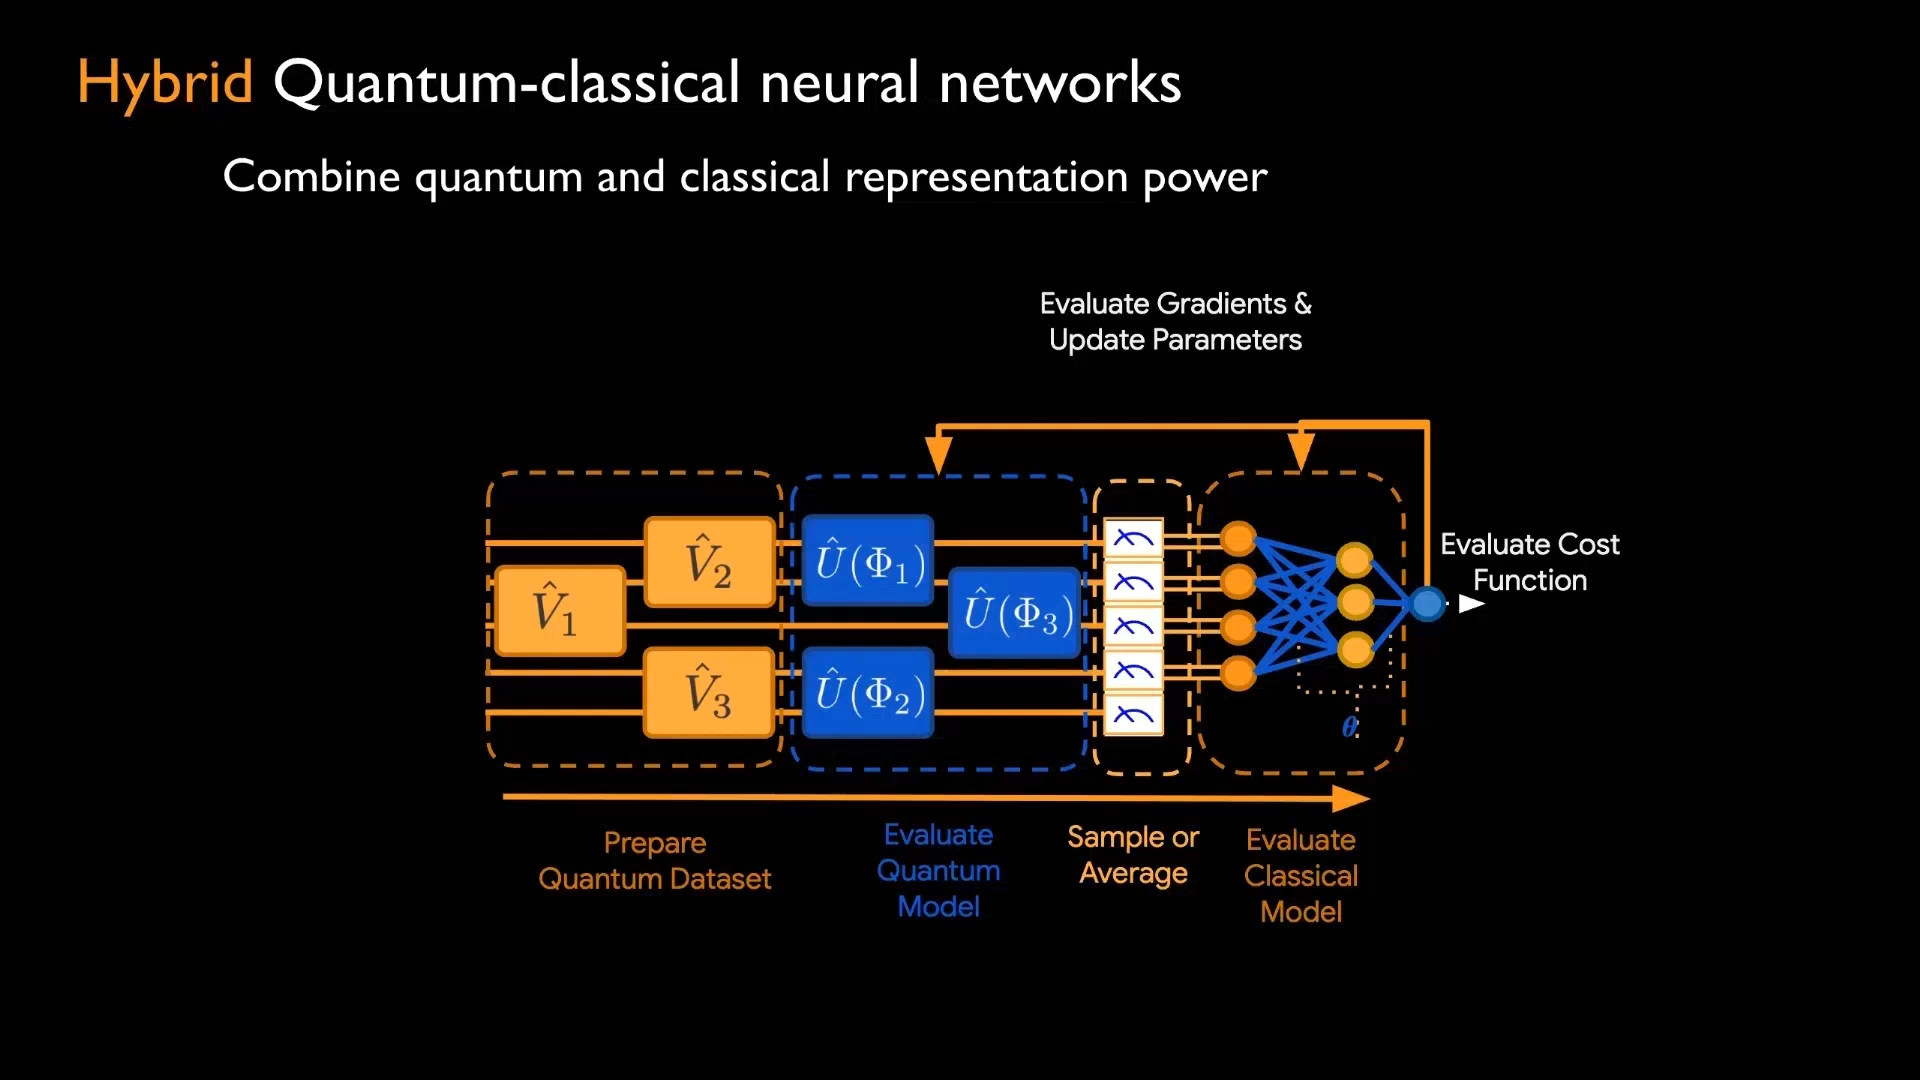 Hybrid Quantum-classical neural networks
Combine quantum and classical representation power
Evaluate Gradients &
Update Parameters
V̂₁
V̂₂
V̂₃
Û(Φ₁)
Û(Φ₂)
Û(Φ₃)
θ
Evaluate Cost
Function
Prepare
Quantum Dataset
Evaluate
Quantum
Model
Sample or
Average
Evaluate
Classical
Model